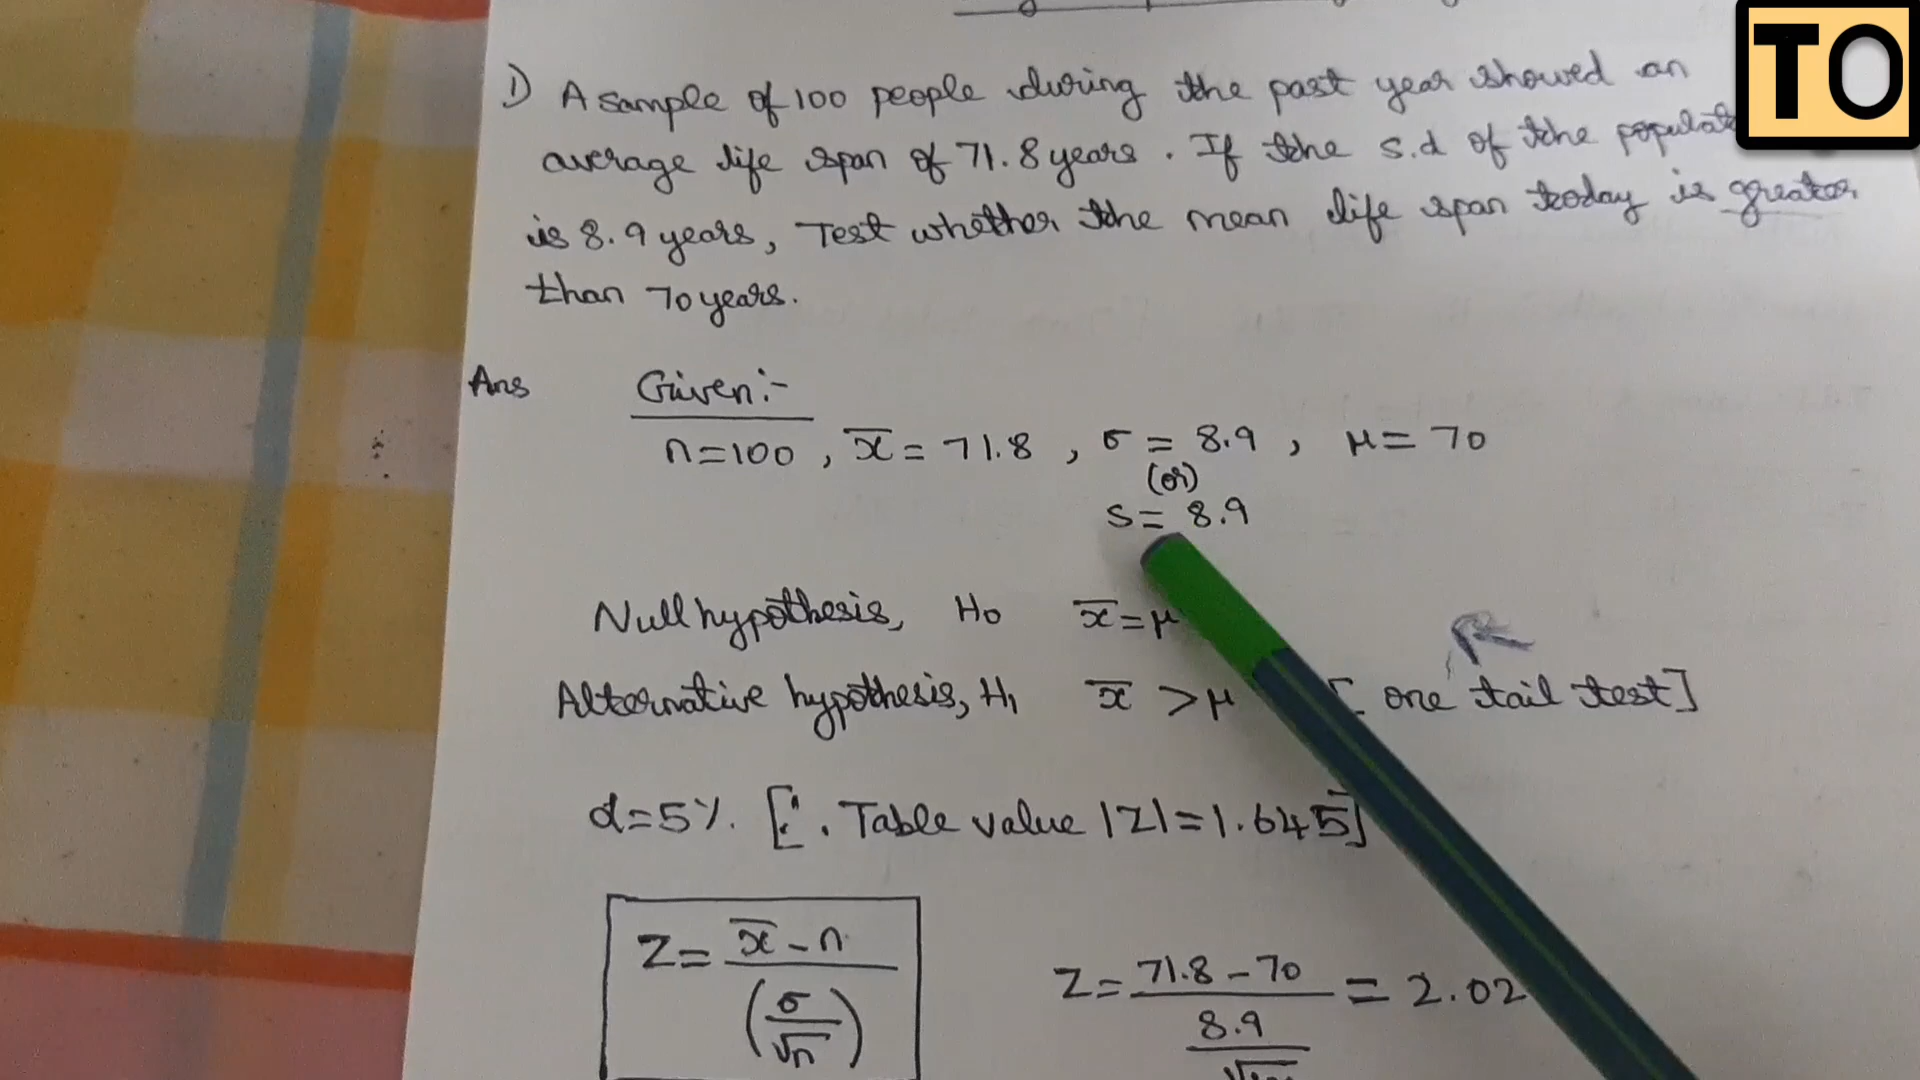 TO
1) A sample of 100 people during the past year showed an
average life span of 71.8 years. If the s.d of the populat
is 8.9 years, Test whether the mean life span today is greater
than 70 years.
Ans Given:-
n=100, x̄ = 71.8, σ = 8.9, μ = 70
(or)
s = 8.9
Null hypothesis, H₀ x̄ = μ
Alternative hypothesis, H₁ x̄ > μ [one tail test]
α=5%. [∵. Table value |Z| = 1.645]
Z = x̄ - n / (σ/√n) Z = 71.8 - 70 / 8.9/√ = 2.02